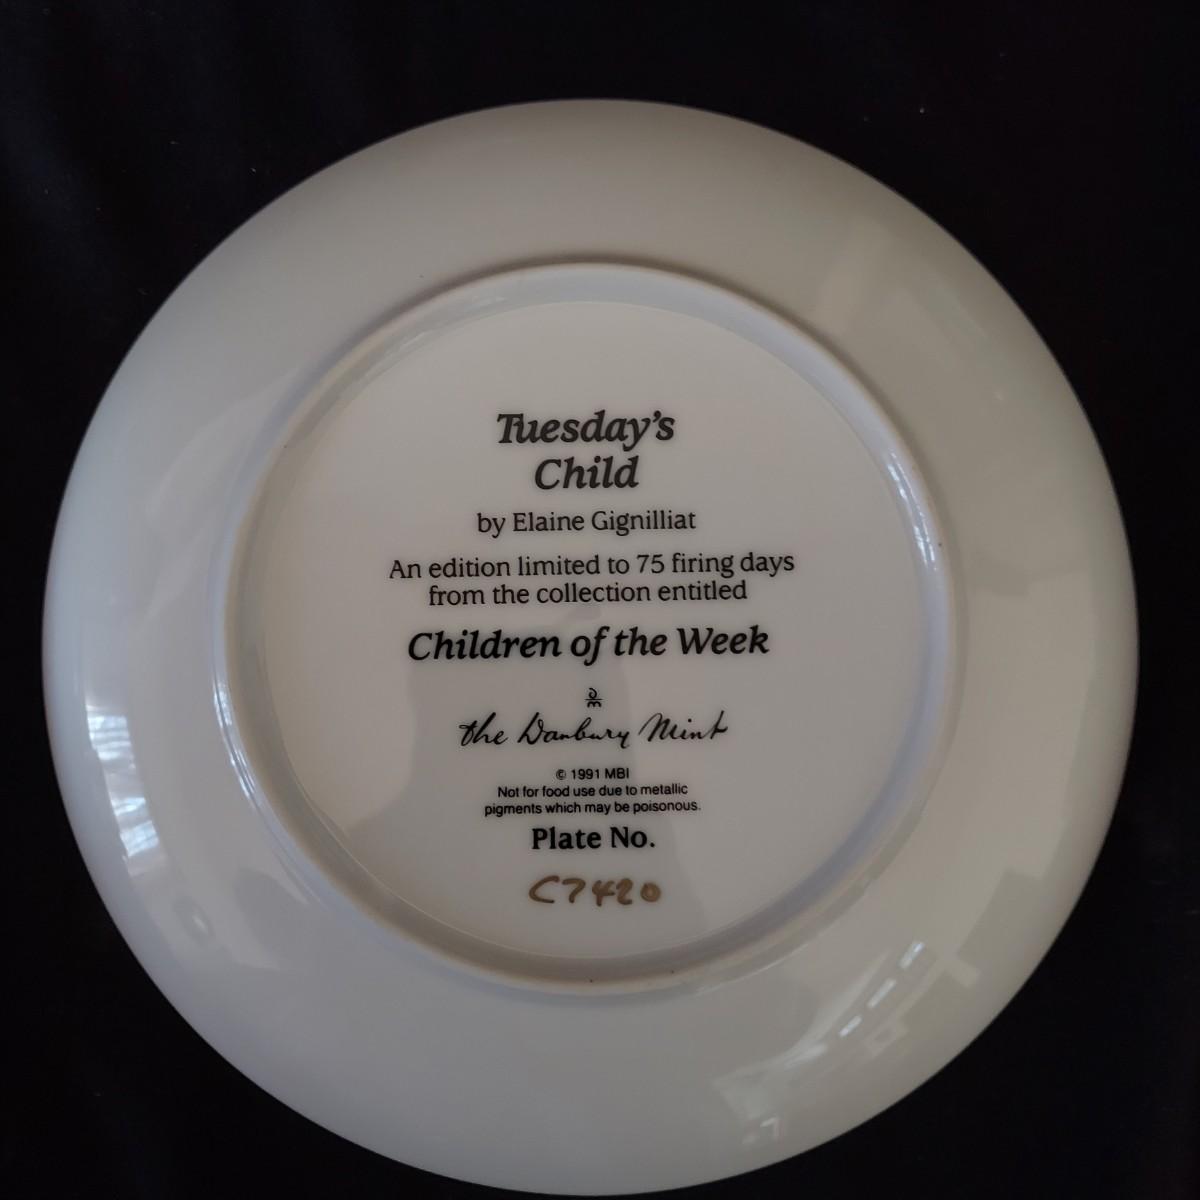 Tuesday's
Child
by Elaine Gignilliat
An edition limited to 75 firing days
from the collection entitled
Children of the Week
The Danbury Mint
© 1991 MBI
Not for food use due to metallic
pigments which may be poisonous.
Plate No.
C7420